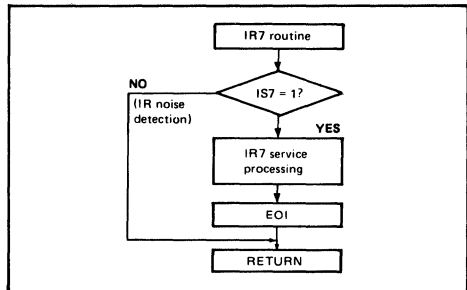 IR7 routine
NO
IS7 = 1?
(IR noise
detection)
YES
IR7 service
processing
EOI
RETURN